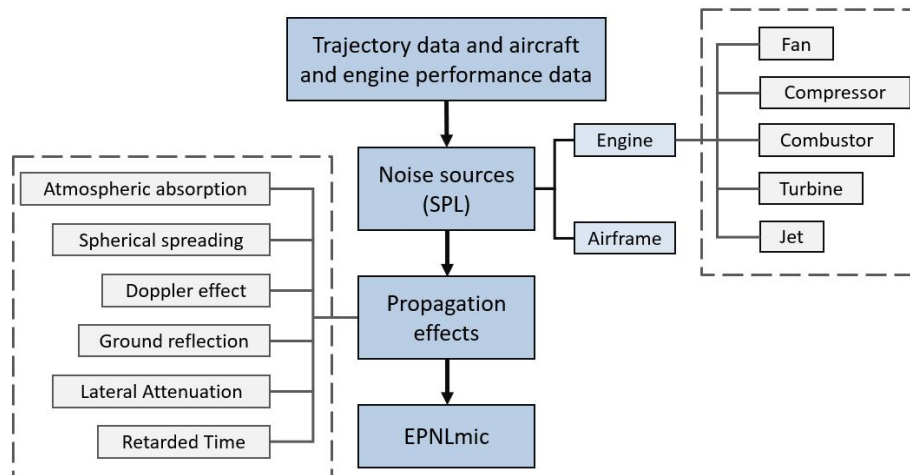 Trajectory data and aircraft
and engine performance data
Noise sources
(SPL)
Engine
Airframe
Fan
Compressor
Combustor
Turbine
Jet
Propagation
effects
Atmospheric absorption
Spherical spreading
Doppler effect
Ground reflection
Lateral Attenuation
Retarded Time
EPNLmic